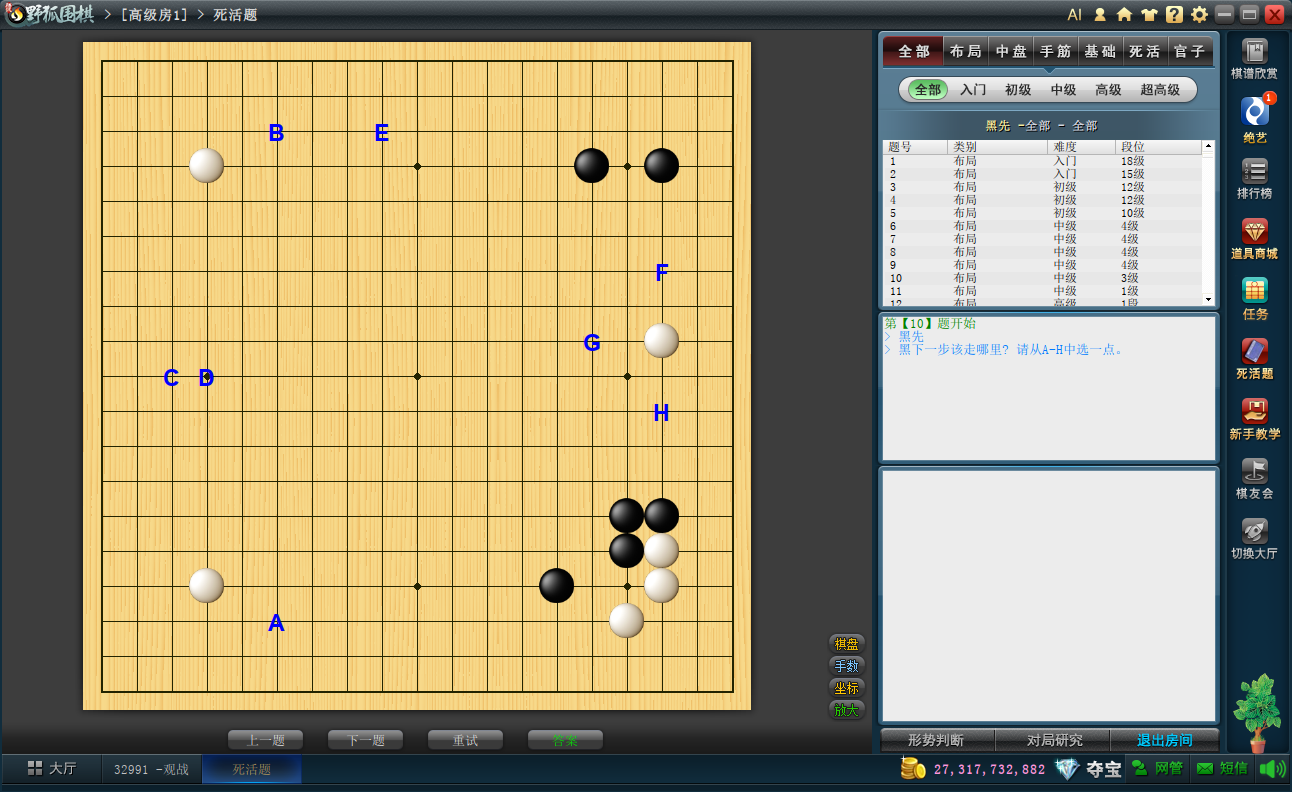 野狐围棋 > [高级房1] > 死活题
AI
全部 布局 中盘 手筋 基础 死活 官子
全部 入门 初级 中级 高级 超高级
黑先 -全部 - 全部
题号 类别 难度 段位
1 布局 入门 18级
2 布局 入门 15级
3 布局 初级 12级
4 布局 初级 12级
5 布局 初级 10级
6 布局 中级 4级
7 布局 中级 4级
8 布局 中级 4级
9 布局 中级 4级
10 布局 中级 3级
11 布局 中级 1级
12 布局 高级 1段
第【10】题开始
> 黑先
> 黑下一步该走哪里? 请从A-H中选一点。
B E
F
G
C D
H
A
棋盘
手数
坐标
放大
上一题 下一题 重试 答案
形势判断 对局研究 退出房间
棋谱欣赏
1
绝艺
排行榜
道具商城
任务
死活题
新手教学
棋友会
切换大厅
大厅 32991 -观战 死活题
27,317,732,882 夺宝 网管 短信